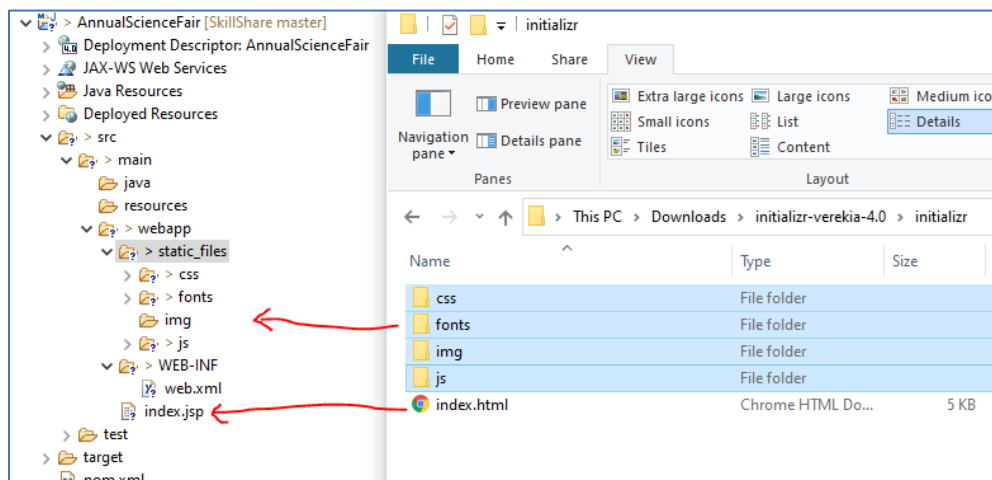 > AnnualScienceFair [SkillShare master]
Deployment Descriptor: AnnualScienceFair
JAX-WS Web Services
Java Resources
Deployed Resources
> src
> main
java
resources
> webapp
> static_files
> css
> fonts
img
> js
> WEB-INF
web.xml
index.jsp
test
target
pom.xml
initializr
File Home Share View
Navigation pane
Preview pane
Details pane
Panes
Extra large icons Large icons Medium ico
Small icons List Details
Tiles Content
Layout
This PC > Downloads > initializr-verekia-4.0 > initializr
Name Type Size
css File folder
fonts File folder
img File folder
js File folder
index.html Chrome HTML Do... 5 KB